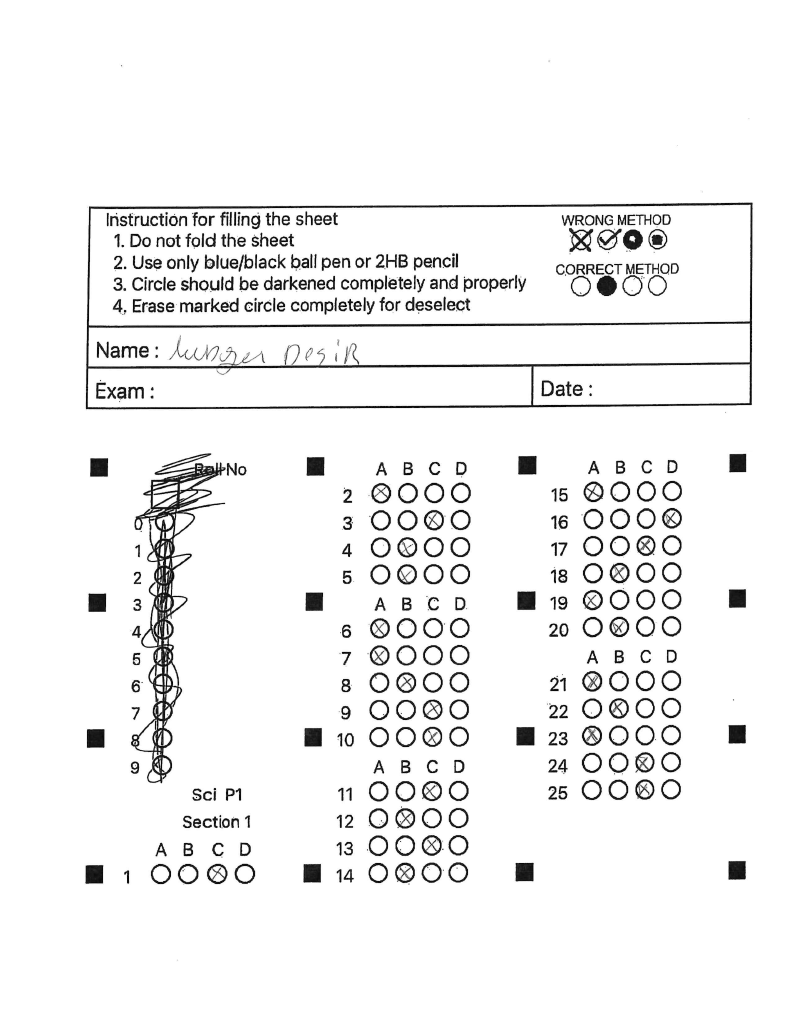 Instruction for filling the sheet
1. Do not fold the sheet
2. Use only blue/black ball pen or 2HB pencil
3. Circle should be darkened completely and properly
4. Erase marked circle completely for deselect
WRONG METHOD
CORRECT METHOD
Name : Desir
Exam :
Date :
Roll No
0
1
2
3
4
5
6
7
8
9
Sci P1
Section 1
A B C D
1
A B C D
2
3
4
5
A B C D
6
7
8
9
10
A B C D
11
12
13
14
A B C D
15
16
17
18
19
20
A B C D
21
22
23
24
25